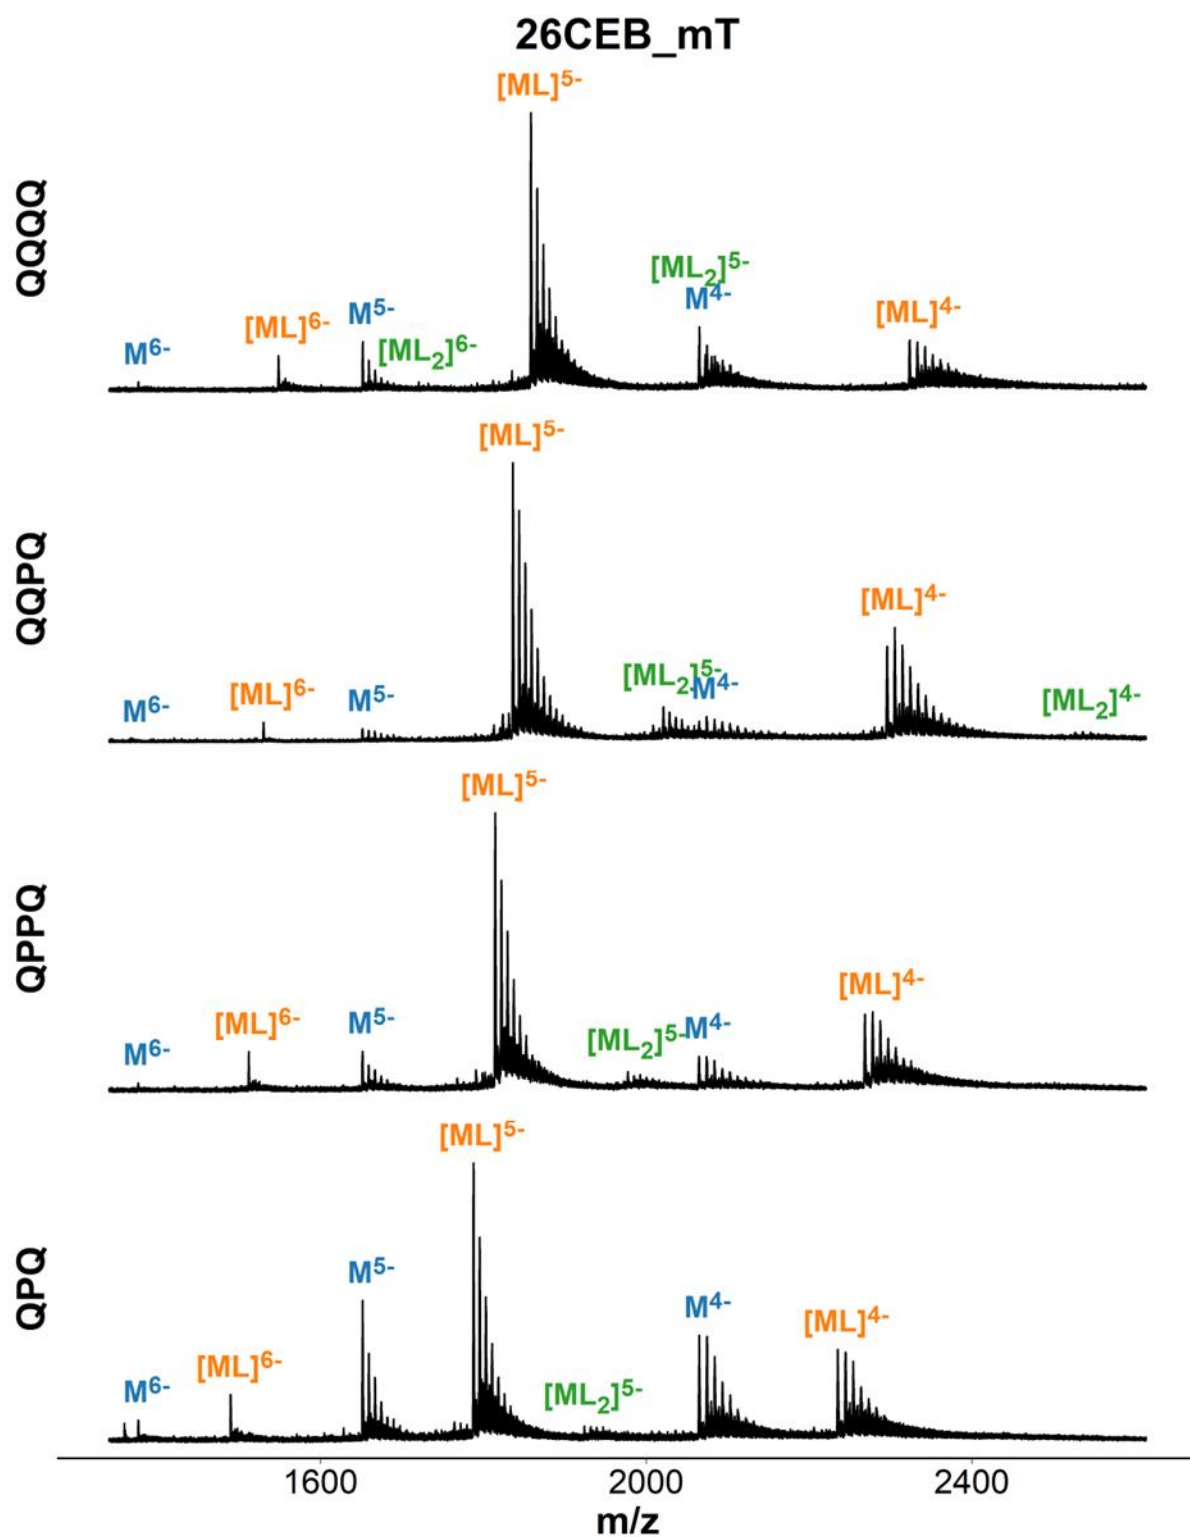 26CEB_mT
QQQQ
[ML]5-
[ML2]5-
M6-
[ML]6-
M5-
[ML2]6-
M4-
[ML]4-
QQPQ
[ML]5-
M6-
[ML]6-
M5-
[ML2]5-
M4-
[ML]4-
[ML2]4-
QPPQ
[ML]5-
M6-
[ML]6-
M5-
[ML2]5-
M4-
[ML]4-
QPQ
[ML]5-
M6-
[ML]6-
M5-
[ML2]5-
M4-
[ML]4-
1600 2000 2400
m/z